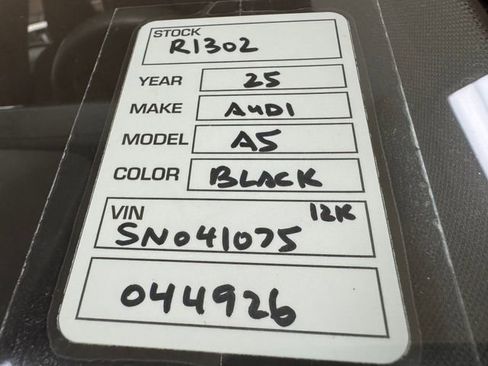 STOCK
R1302
YEAR 25
MAKE AUDI
MODEL A5
COLOR BLACK
VIN 12K
SN041075
044926